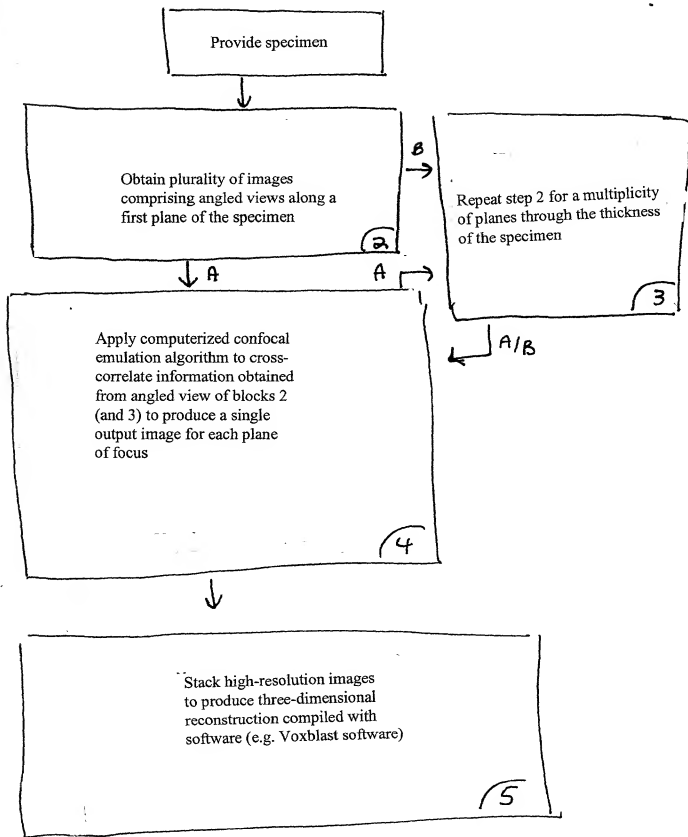 Provide specimen
Obtain plurality of images
comprising angled views along a
first plane of the specimen
2
B
Repeat step 2 for a multiplicity
of planes through the thickness
of the specimen
3
A
A
A/B
Apply computerized confocal
emulation algorithm to cross-
correlate information obtained
from angled view of blocks 2
(and 3) to produce a single
output image for each plane
of focus
4
Stack high-resolution images
to produce three-dimensional
reconstruction compiled with
software (e.g. Voxblast software)
5